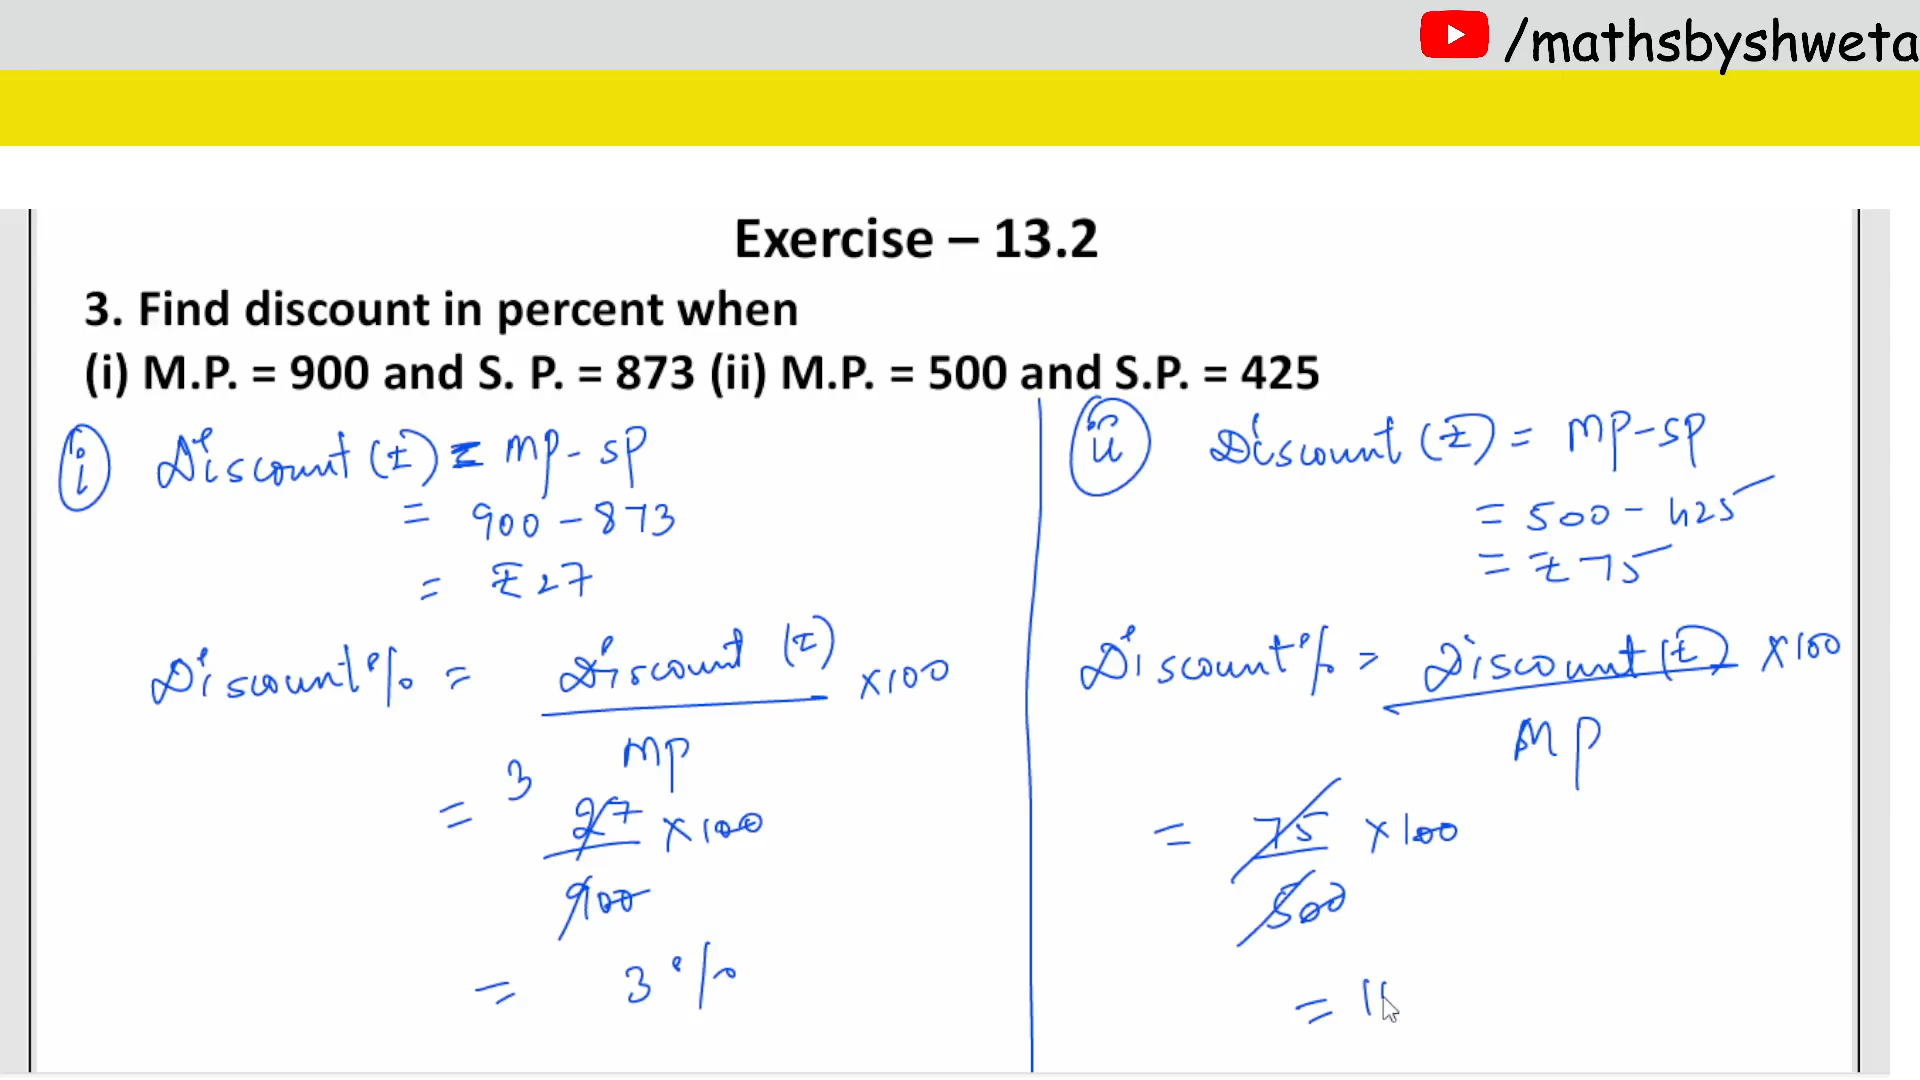 /mathsbyshweta
Exercise – 13.2
3. Find discount in percent when
(i) M.P. = 900 and S. P. = 873 (ii) M.P. = 500 and S.P. = 425
(i) Discount (₹) = MP - SP
= 900 - 873
= ₹ 27
Discount % = Discount (₹) / MP × 100
= 3 27 / 900 × 100
= 3 %
(ii) Discount (₹) = MP - SP
= 500 - 425
= ₹ 75
Discount % = Discount (₹) / MP × 100
= 75 / 500 × 100
= 1